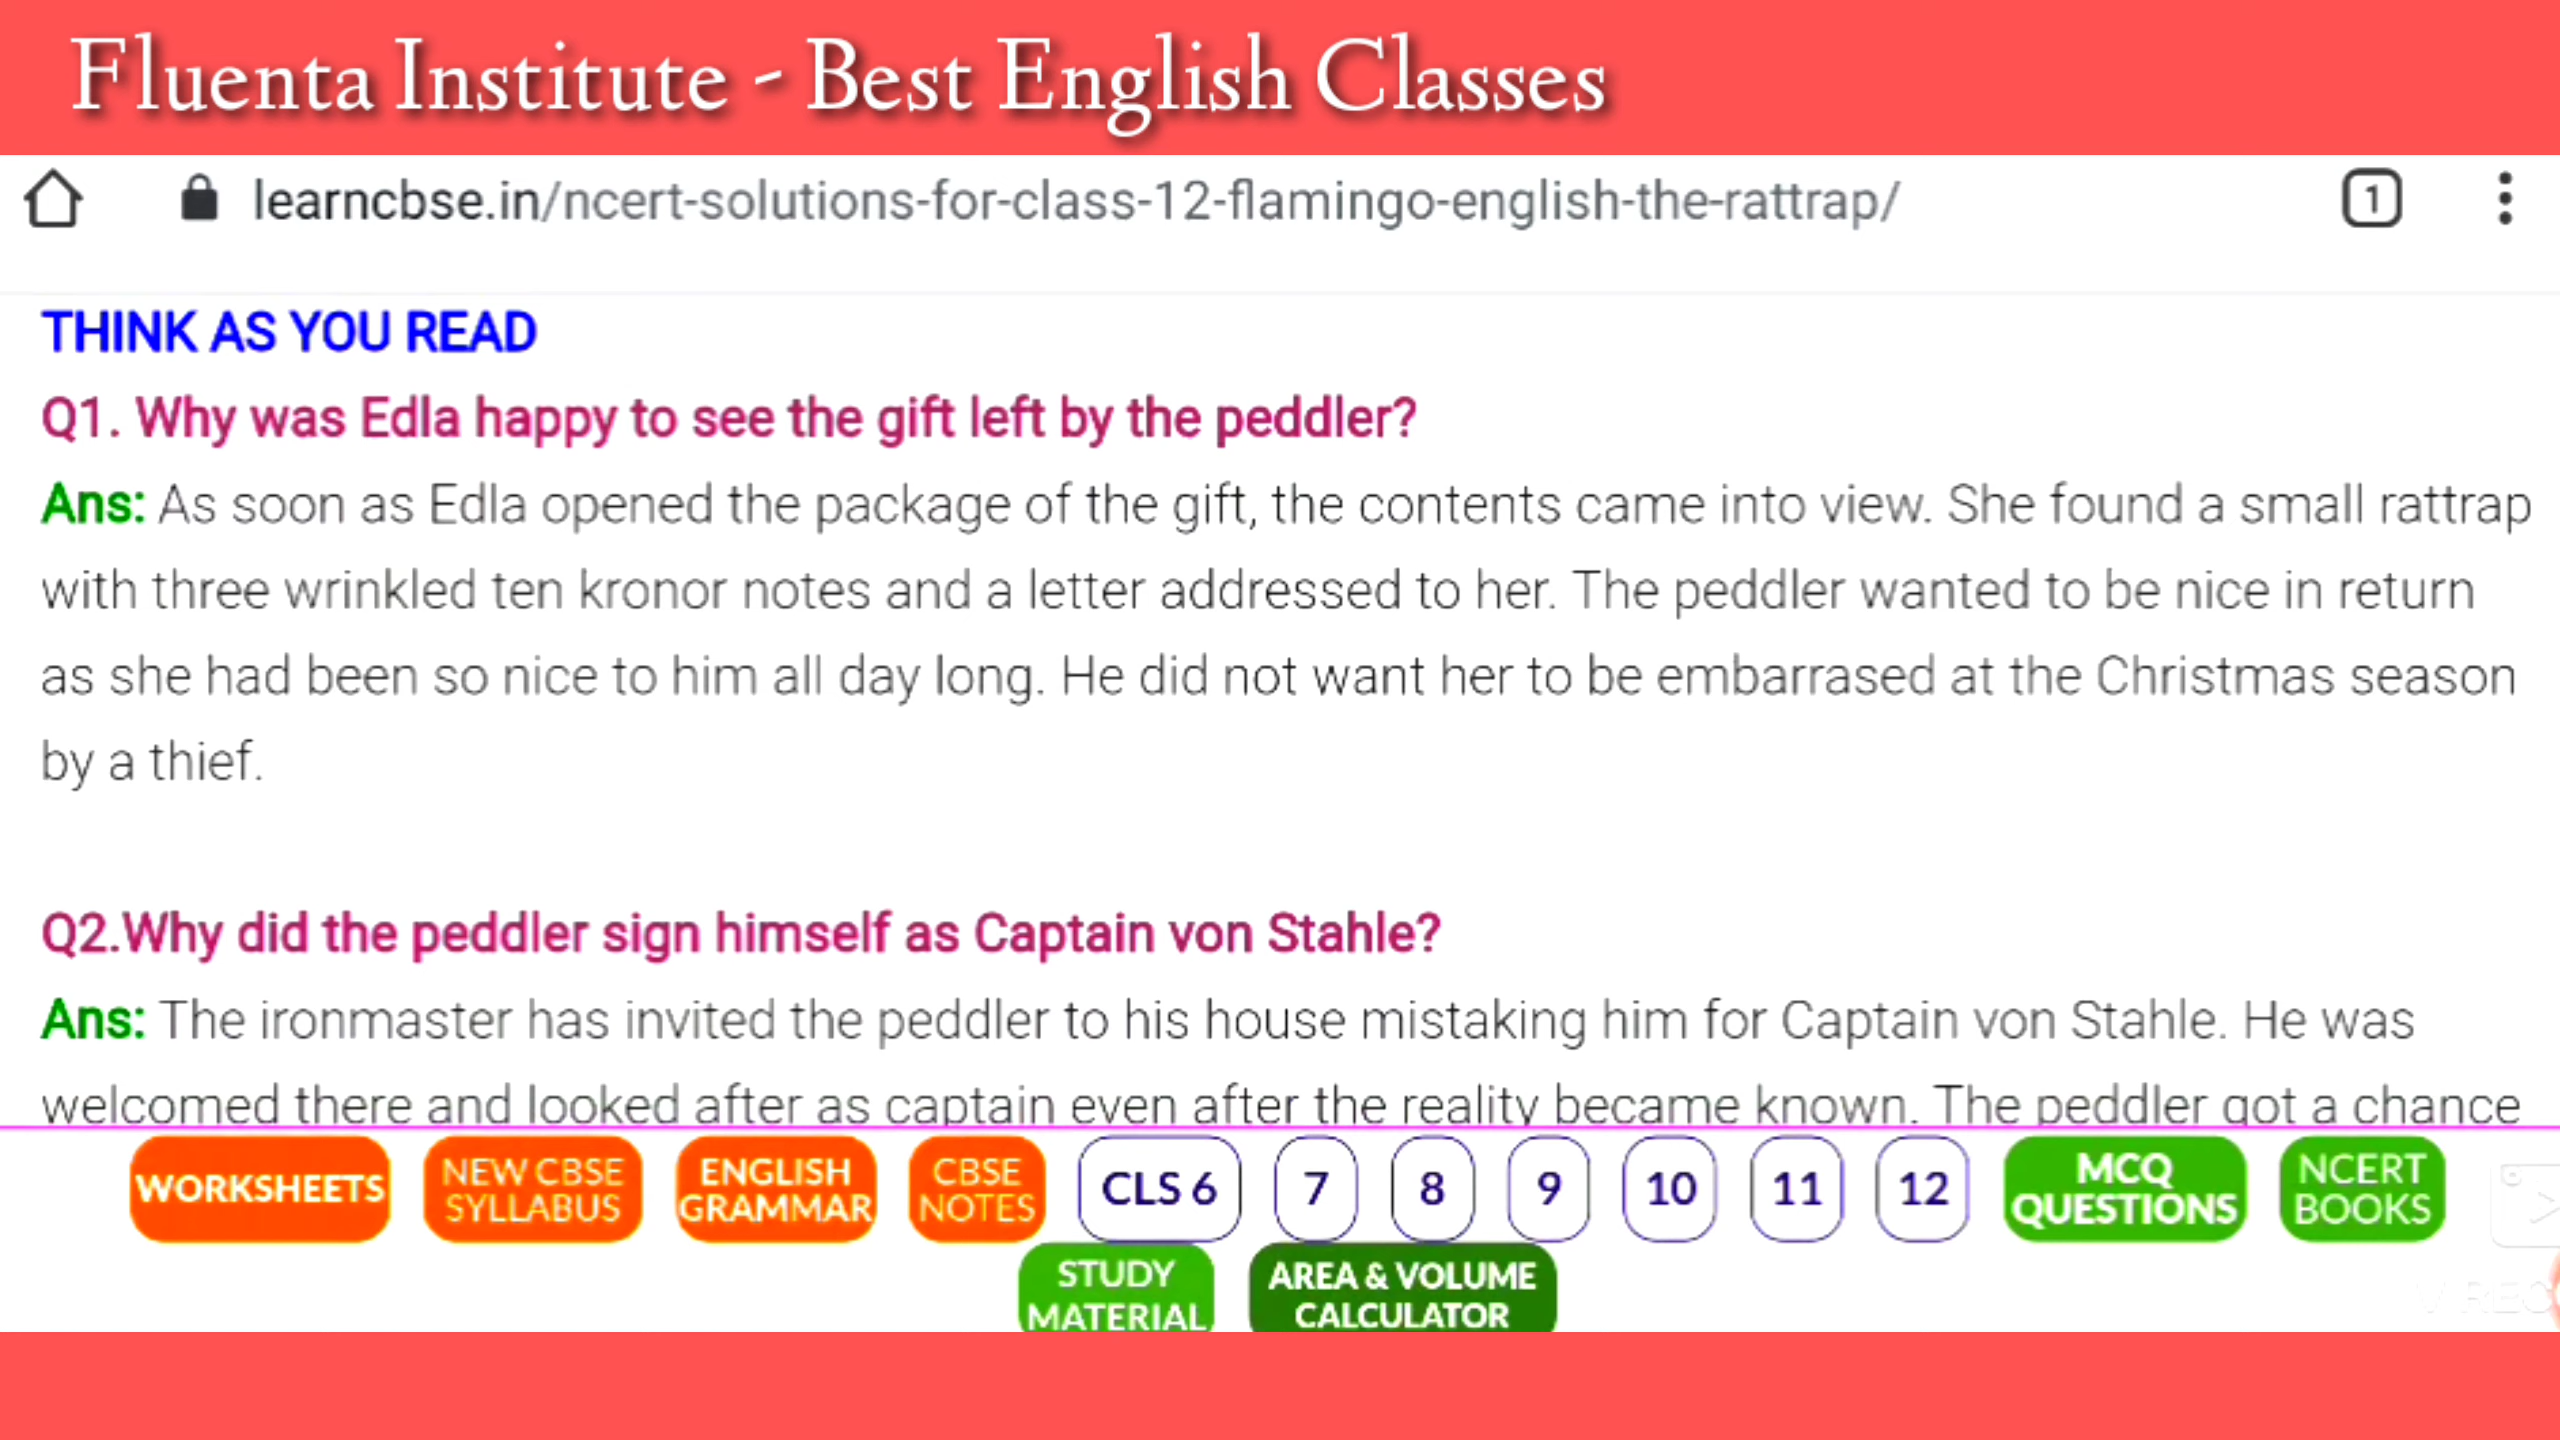 Fluenta Institute - Best English Classes
learncbse.in/ncert-solutions-for-class-12-flamingo-english-the-rattrap/
1
THINK AS YOU READ
Q1. Why was Edla happy to see the gift left by the peddler?
Ans: As soon as Edla opened the package of the gift, the contents came into view. She found a small rattrap
with three wrinkled ten kronor notes and a letter addressed to her. The peddler wanted to be nice in return
as she had been so nice to him all day long. He did not want her to be embarrased at the Christmas season
by a thief.
Q2.Why did the peddler sign himself as Captain von Stahle?
Ans: The ironmaster has invited the peddler to his house mistaking him for Captain von Stahle. He was
welcomed there and looked after as captain even after the reality became known. The peddler got a chance
WORKSHEETS
NEW CBSE
SYLLABUS
ENGLISH
GRAMMAR
CBSE
NOTES
CLS 6
7
8
9
10
11
12
MCQ
QUESTIONS
NCERT
BOOKS
STUDY
MATERIAL
AREA & VOLUME
CALCULATOR